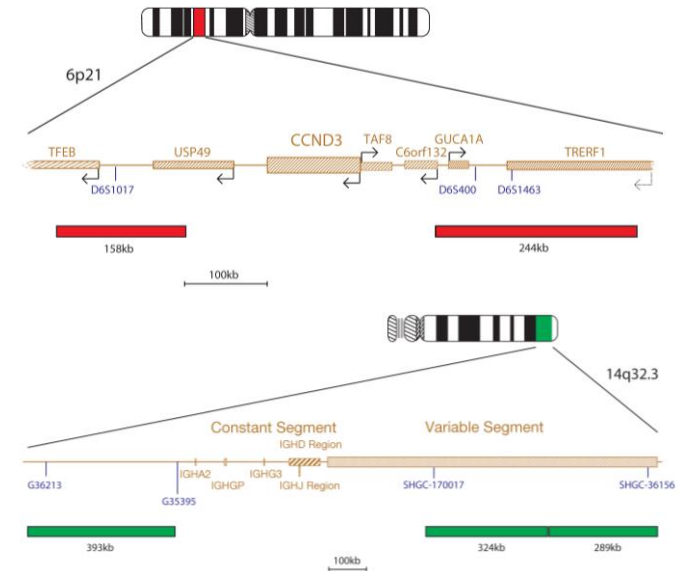 6p21
TFEB USP49 CCND3 TAF8 C6orf132 GUCA1A TRERF1
D6S1017 D6S400 D6S1463
158kb 244kb
100kb
14q32.3
Constant Segment Variable Segment
IGHD Region
IGHA2 IGHGP IGHG3 IGHJ Region
G36213 G35395 SHGC-170017 SHGC-36156
393kb 324kb 289kb
100kb